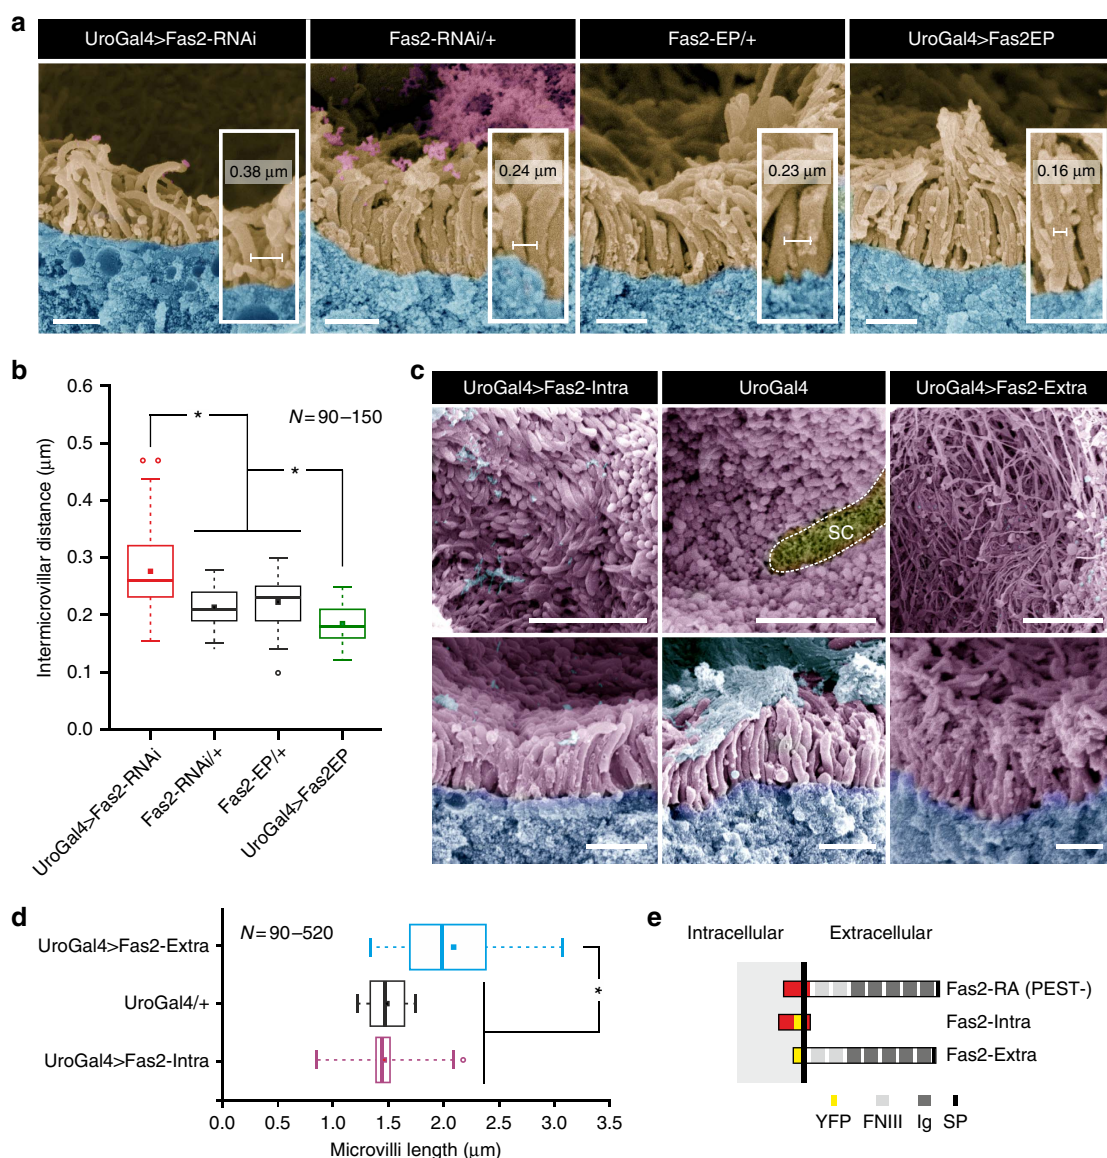 a
UroGal4>Fas2-RNAi
Fas2-RNAi/+
Fas2-EP/+
UroGal4>Fas2EP
0.38 μm
0.24 μm
0.23 μm
0.16 μm
b
0.6
0.5
0.4
0.3
0.2
0.1
0.0
Intermicrovillar distance (μm)
*
*
N = 90–150
UroGal4>Fas2-RNAi
Fas2-RNAi/+
Fas2-EP/+
UroGal4>Fas2EP
c
UroGal4>Fas2-Intra
UroGal4
UroGal4>Fas2-Extra
SC
d
N = 90–520
UroGal4>Fas2-Extra
UroGal4/+
UroGal4>Fas2-Intra
*
0.0 0.5 1.0 1.5 2.0 2.5 3.0 3.5
Microvilli length (μm)
e
Intracellular Extracellular
Fas2-RA (PEST-)
Fas2-Intra
Fas2-Extra
YFP FNIII Ig SP